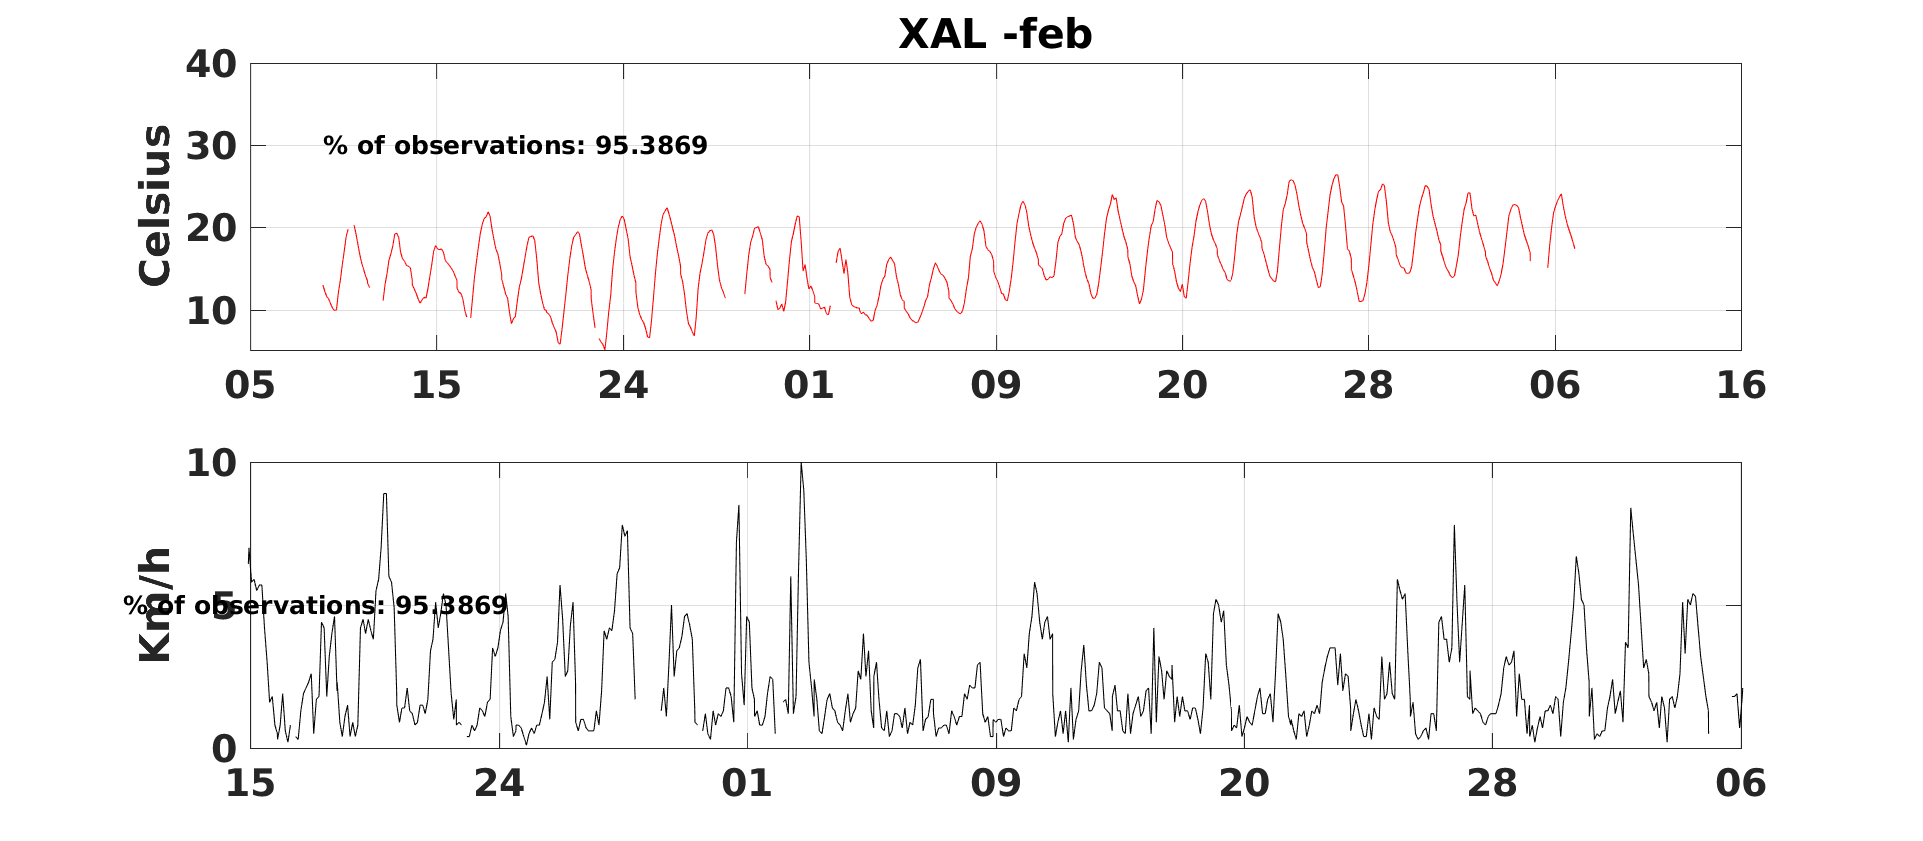 XAL -feb
40
30
20
10
Celsius
% of observations: 95.3869
05 15 24 01 09 20 28 06 16
10
5
0
Km/h
% of observations: 95.3869
15 24 01 09 20 28 06